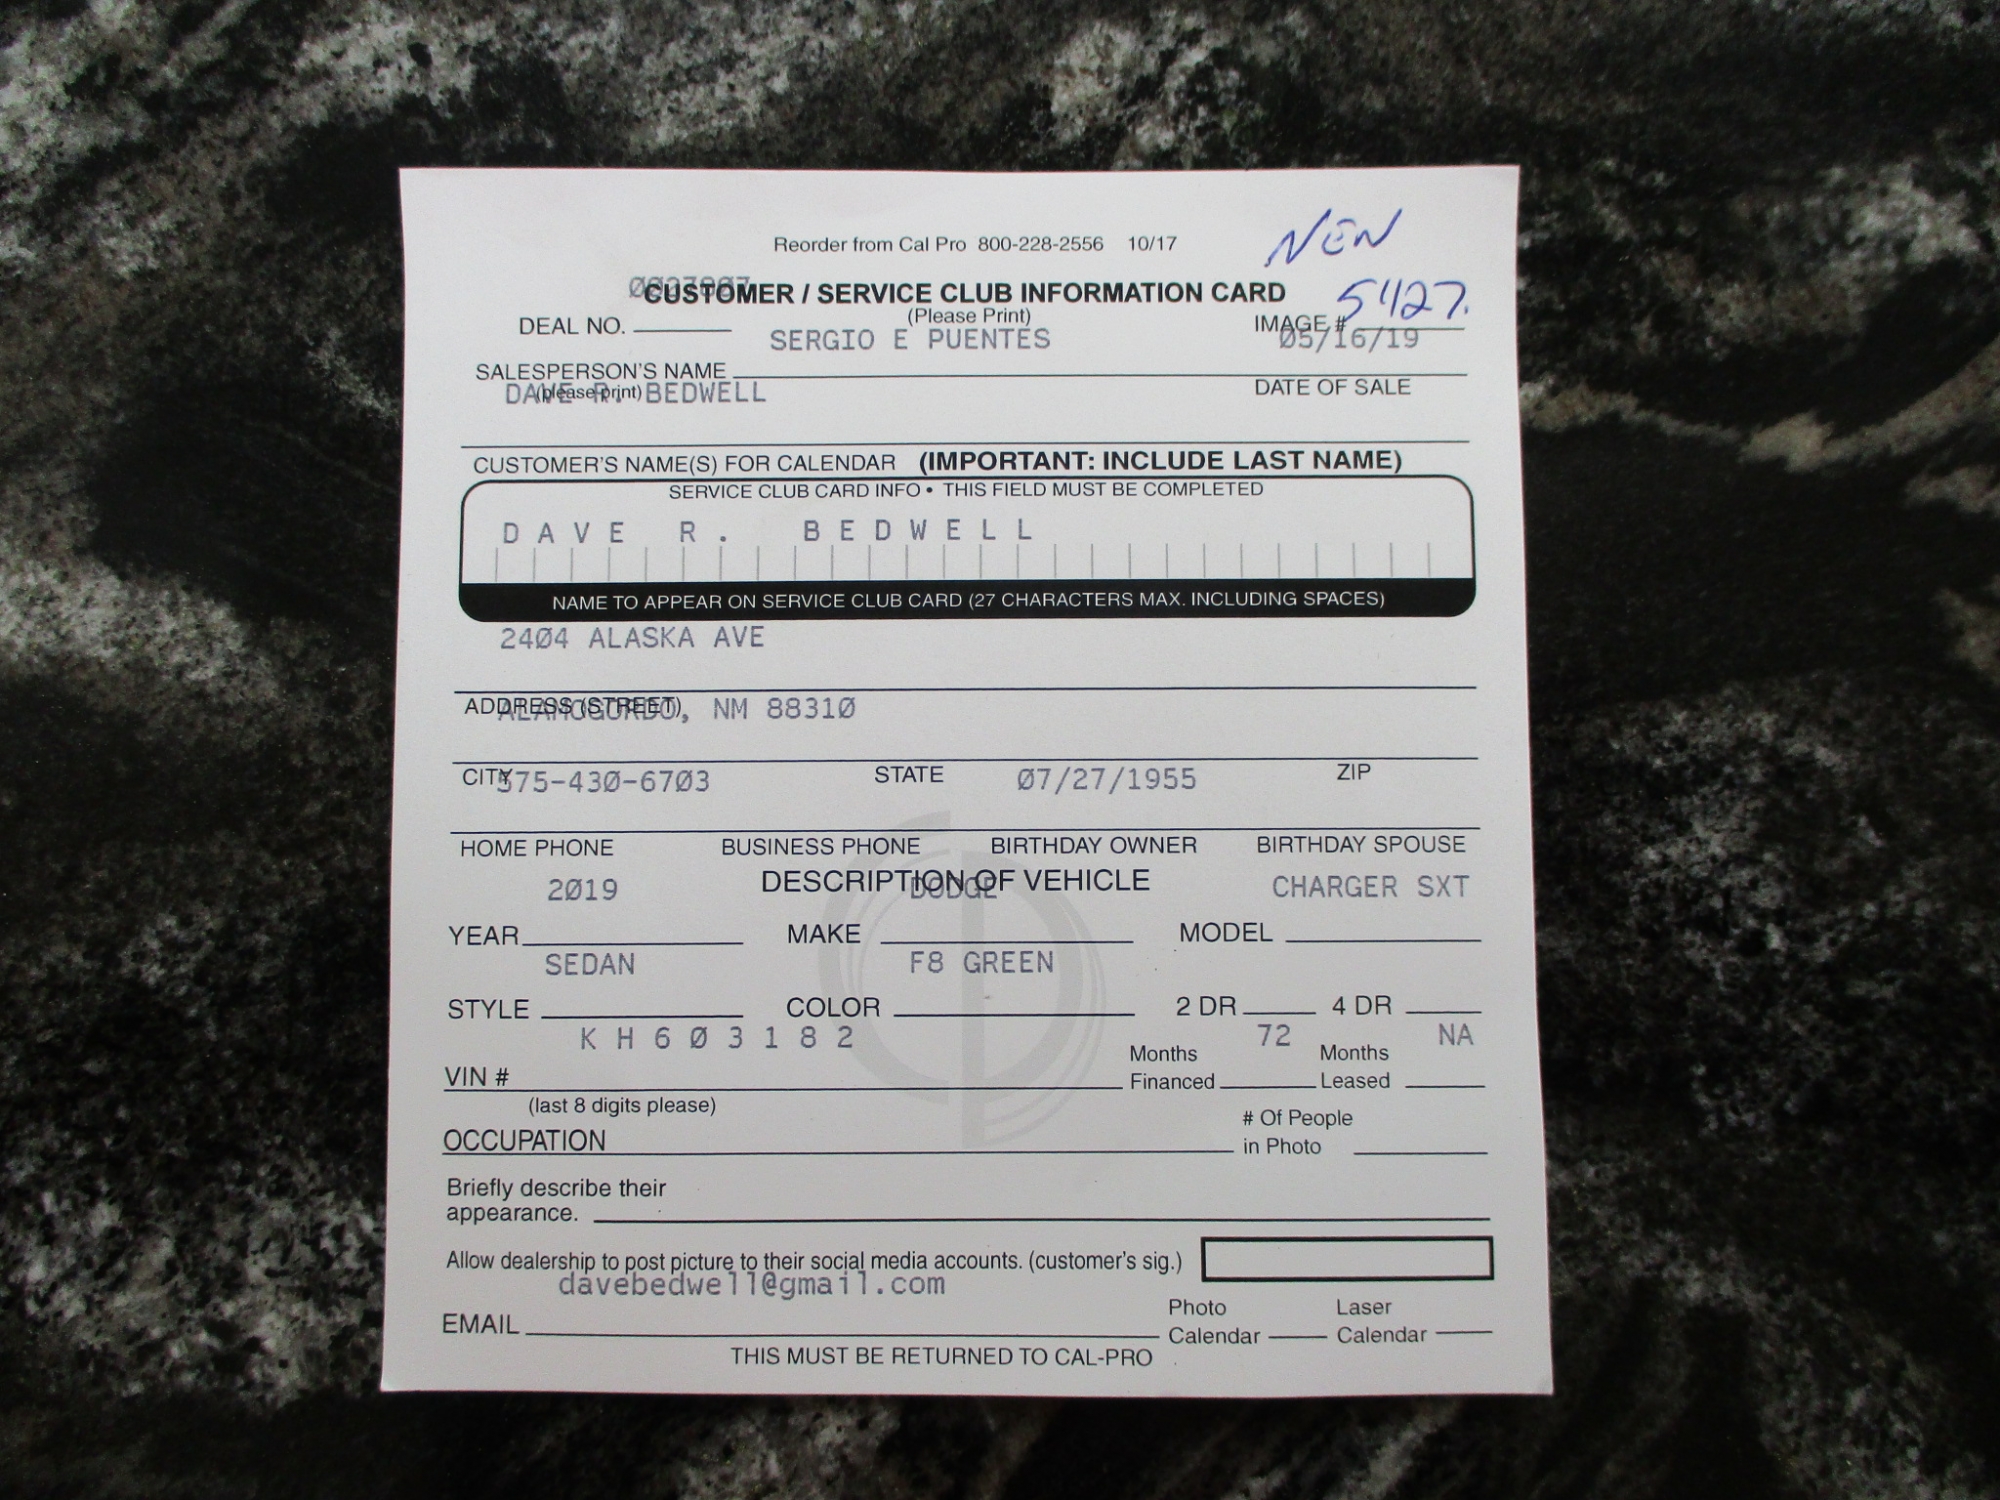 Reorder from Cal Pro 800-228-2556 10/17
NEW
CUSTOMER / SERVICE CLUB INFORMATION CARD
5427.
(Please Print)
DEAL NO.
IMAGE #
SERGIO E PUENTES
05/16/19
SALESPERSON'S NAME
(please print)
DATE OF SALE
DAVE R. BEDWELL
CUSTOMER'S NAME(S) FOR CALENDAR (IMPORTANT: INCLUDE LAST NAME)
SERVICE CLUB CARD INFO • THIS FIELD MUST BE COMPLETED
DAVE R. BEDWELL
NAME TO APPEAR ON SERVICE CLUB CARD (27 CHARACTERS MAX. INCLUDING SPACES)
2404 ALASKA AVE
ADDRESS (STREET)
ALAMOGORDO, NM 88310
CITY STATE ZIP
575-430-6703 07/27/1955
HOME PHONE BUSINESS PHONE BIRTHDAY OWNER BIRTHDAY SPOUSE
DESCRIPTION OF VEHICLE
2019 DODGE CHARGER SXT
YEAR MAKE MODEL
SEDAN F8 GREEN
STYLE COLOR 2 DR 4 DR
KH603182 72 NA
VIN # Months Financed Months Leased
(last 8 digits please)
OCCUPATION # Of People in Photo
Briefly describe their
appearance.
Allow dealership to post picture to their social media accounts. (customer's sig.)
davebedwell@gmail.com
EMAIL Photo Calendar Laser Calendar
THIS MUST BE RETURNED TO CAL-PRO